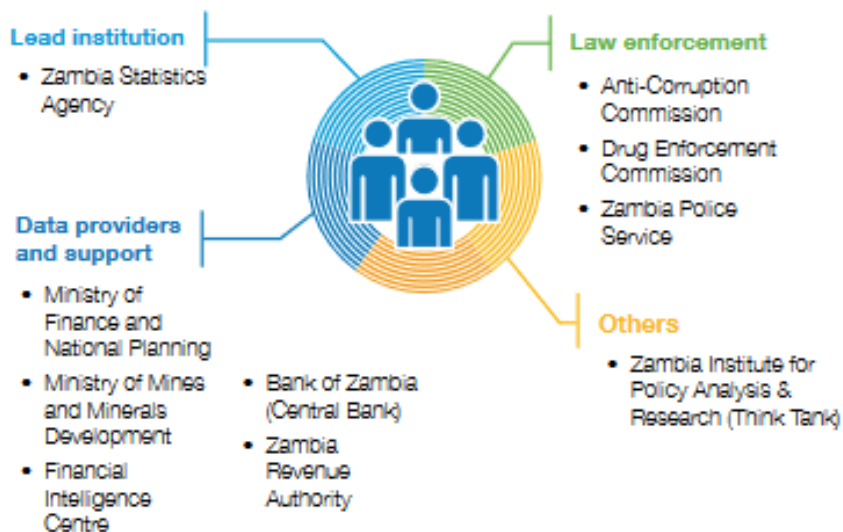 Lead institution
• Zambia Statistics
Agency
Law enforcement
• Anti-Corruption
Commission
• Drug Enforcement
Commission
• Zambia Police
Service
Data providers
and support
• Ministry of
Finance and
National Planning
• Ministry of Mines
and Minerals
Development
• Financial
Intelligence
Centre
• Bank of Zambia
(Central Bank)
• Zambia
Revenue
Authority
Others
• Zambia Institute for
Policy Analysis &
Research (Think Tank)